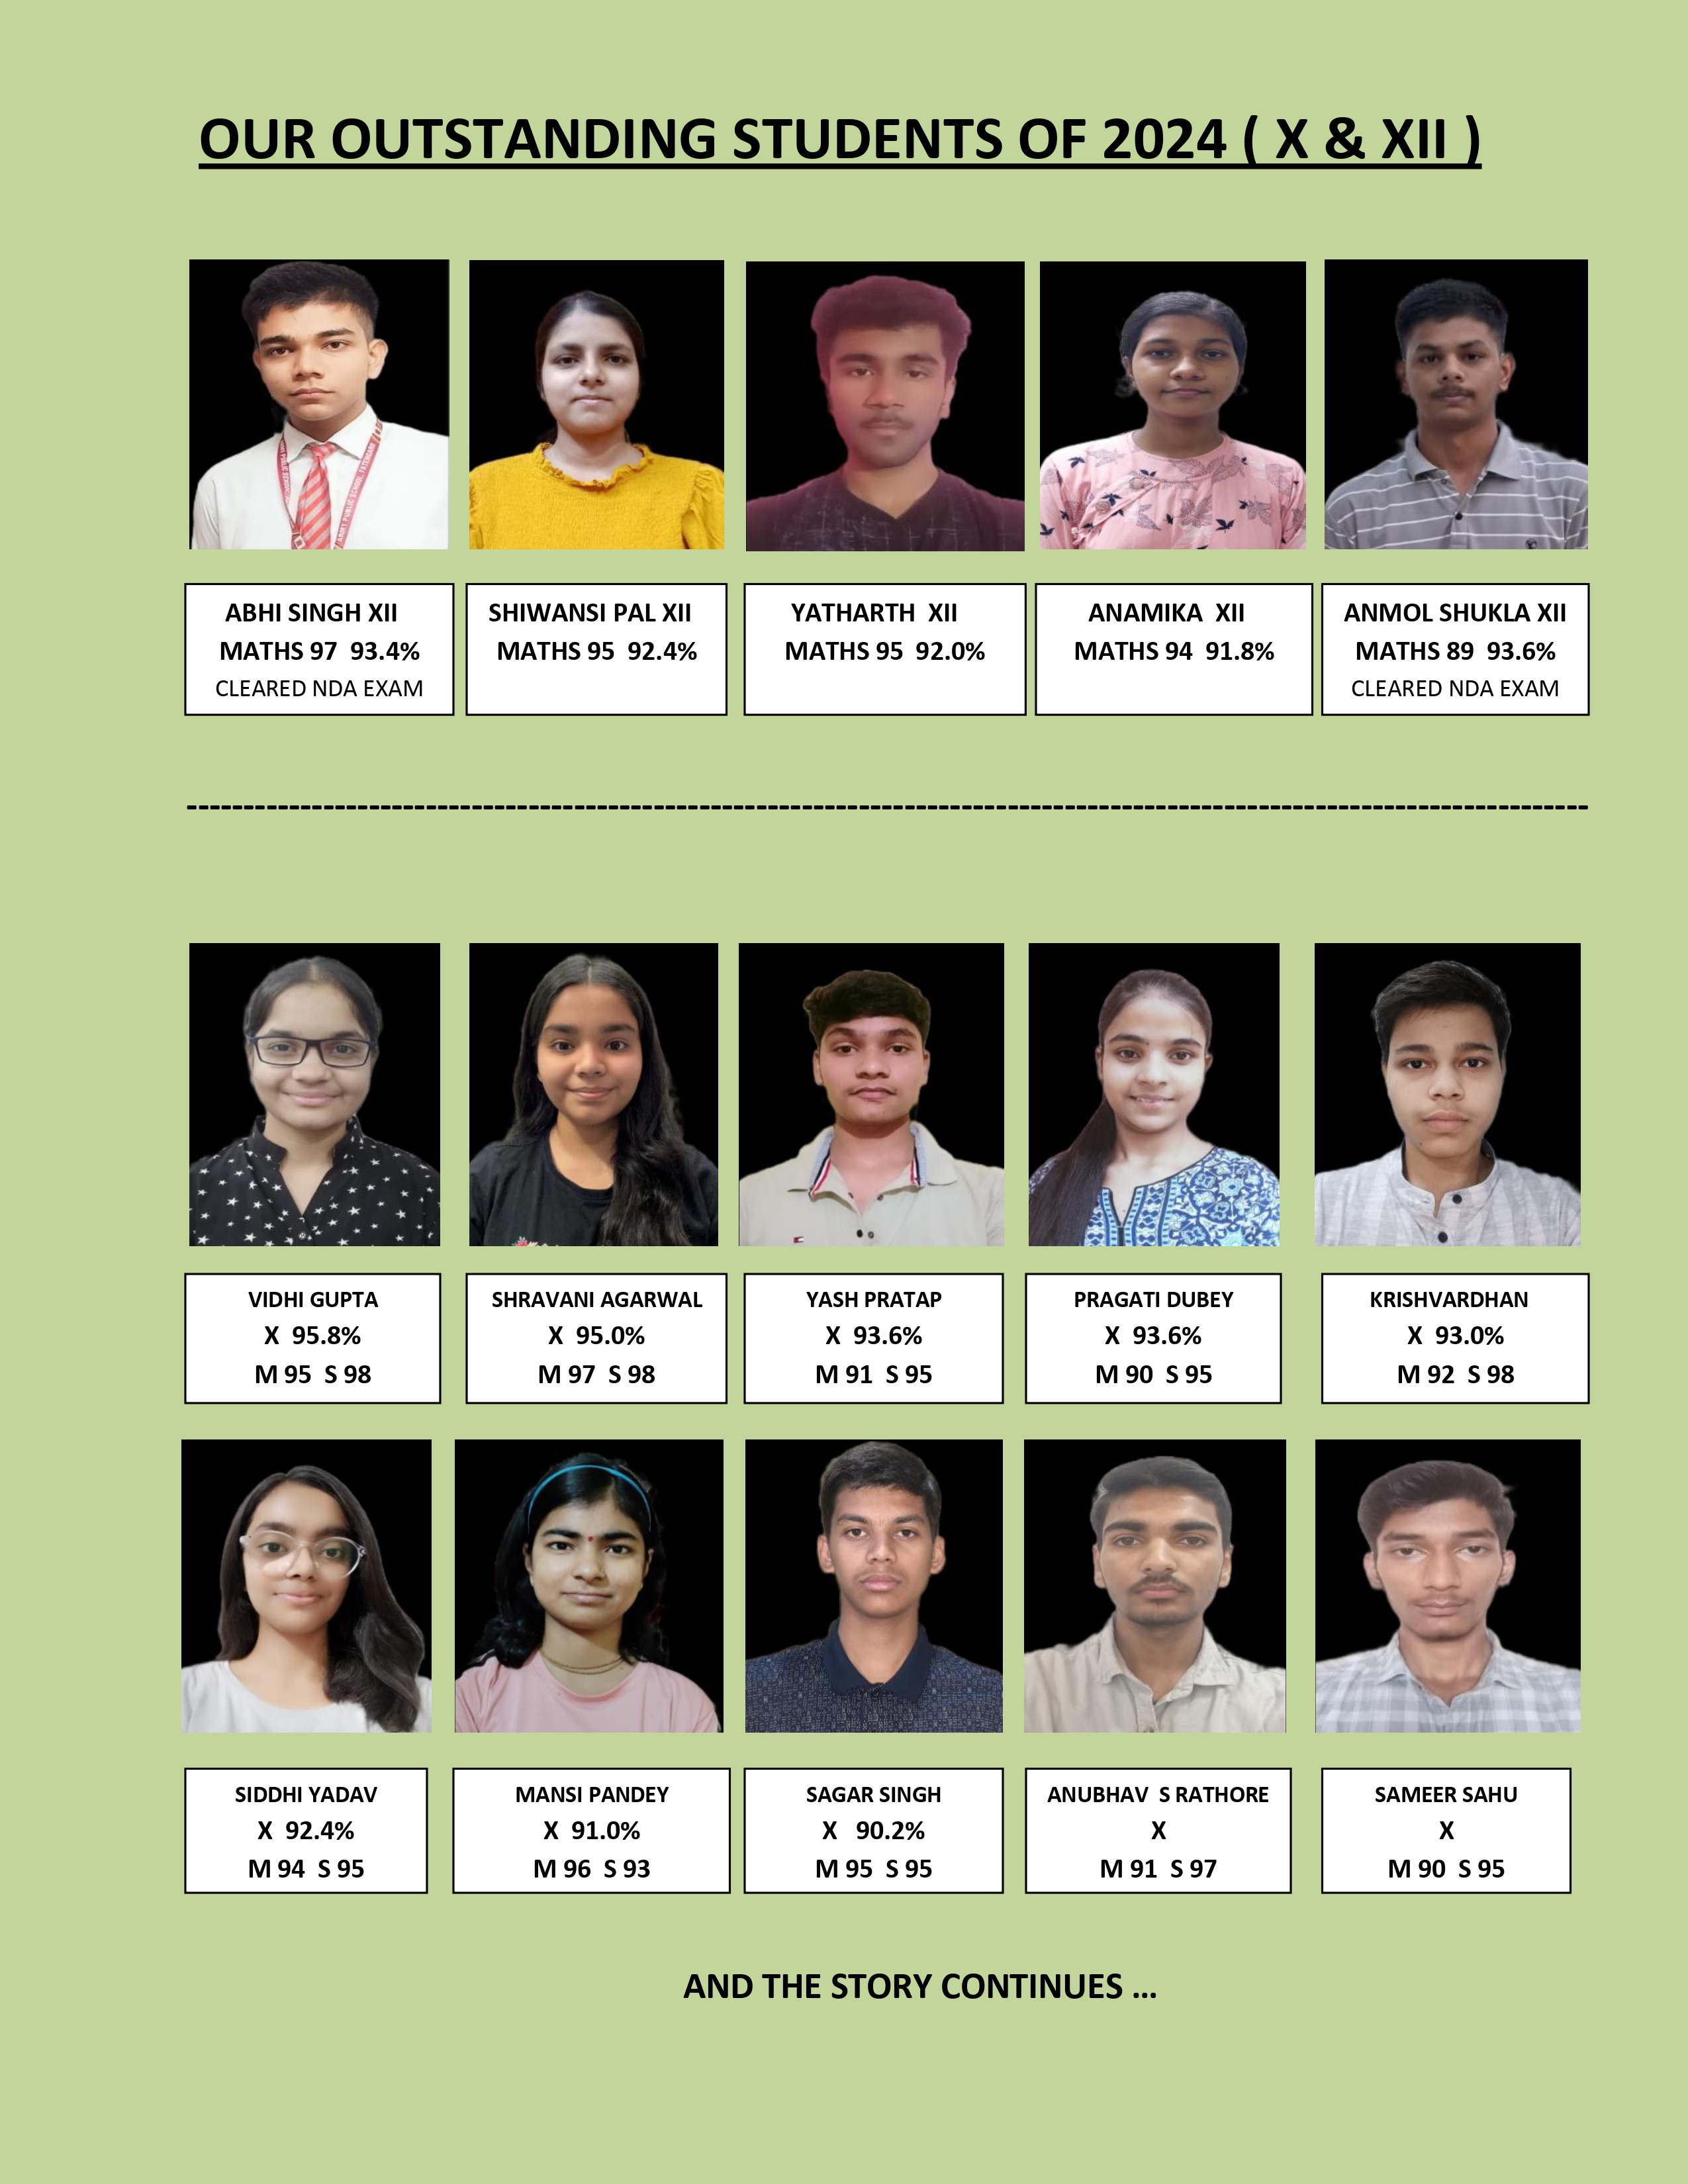 OUR OUTSTANDING STUDENTS OF 2024 ( X & XII )
ABHI SINGH XII
MATHS 97 93.4%
CLEARED NDA EXAM
SHIWANSI PAL XII
MATHS 95 92.4%
YATHARTH XII
MATHS 95 92.0%
ANAMIKA XII
MATHS 94 91.8%
ANMOL SHUKLA XII
MATHS 89 93.6%
CLEARED NDA EXAM
VIDHI GUPTA
X 95.8%
M 95 S 98
SHRAVANI AGARWAL
X 95.0%
M 97 S 98
YASH PRATAP
X 93.6%
M 91 S 95
PRAGATI DUBEY
X 93.6%
M 90 S 95
KRISHVARDHAN
X 93.0%
M 92 S 98
SIDDHI YADAV
X 92.4%
M 94 S 95
MANSI PANDEY
X 91.0%
M 96 S 93
SAGAR SINGH
X 90.2%
M 95 S 95
ANUBHAV S RATHORE
X
M 91 S 97
SAMEER SAHU
X
M 90 S 95
AND THE STORY CONTINUES ...